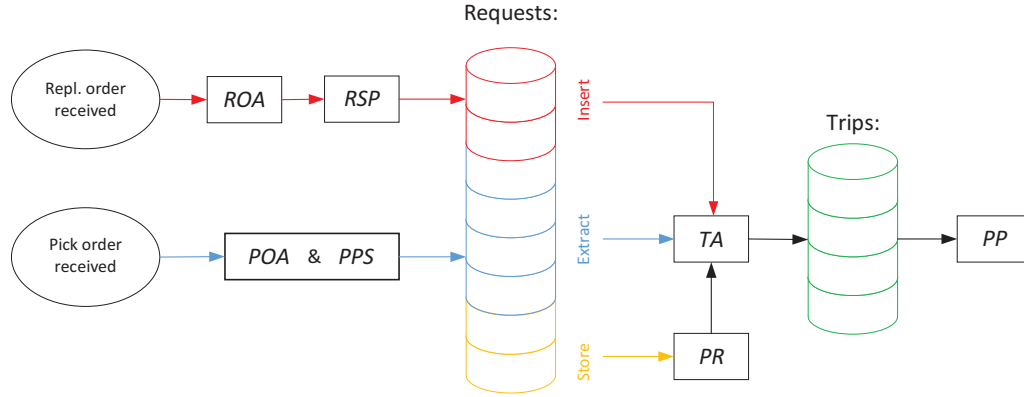 Requests:
Repl. order
received
ROA
RSP
Insert
Trips:
Pick order
received
POA & PPS
Extract
TA
PP
Store
PR